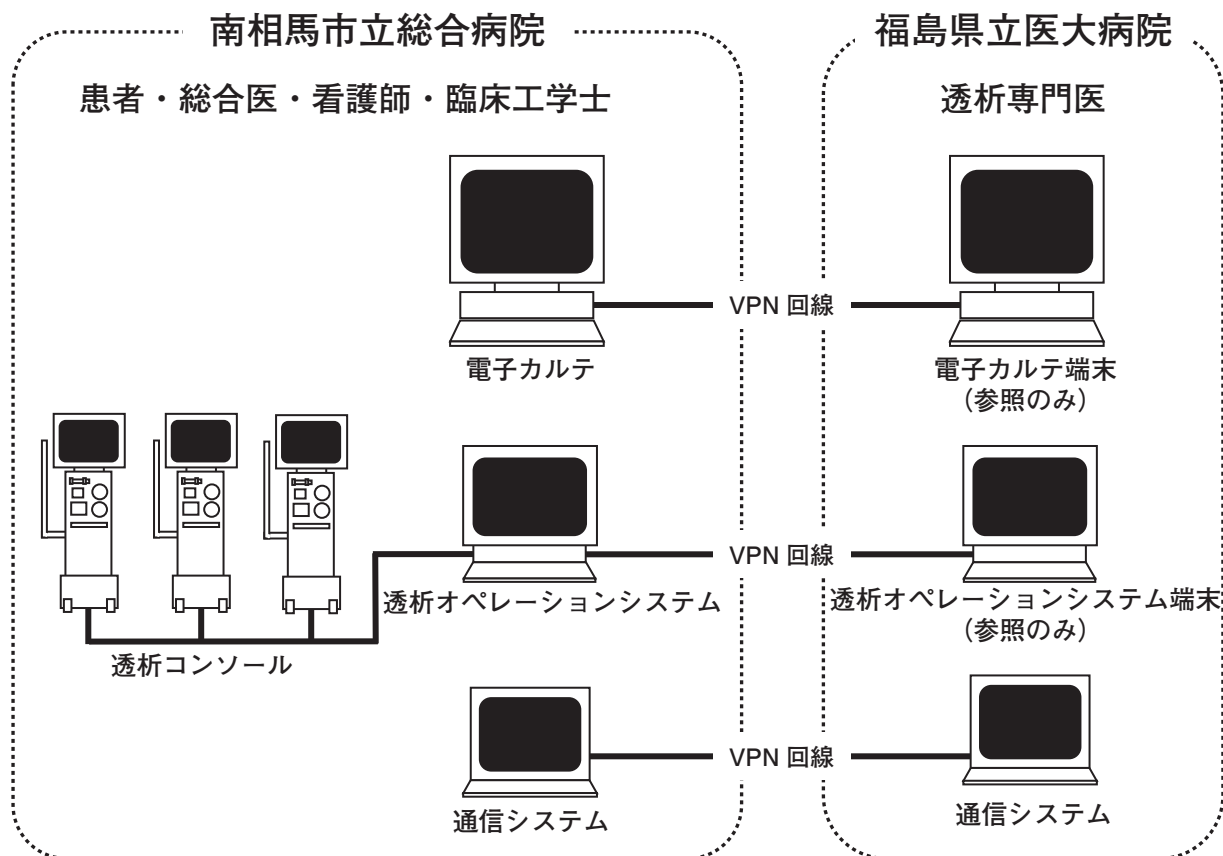 南相馬市立総合病院
福島県立医大病院
患者・総合医・看護師・臨床工学士
透析専門医
VPN 回線
電子カルテ
電子カルテ端末
（参照のみ）
VPN 回線
透析オペレーションシステム
透析オペレーションシステム端末
（参照のみ）
透析コンソール
VPN 回線
通信システム
通信システム